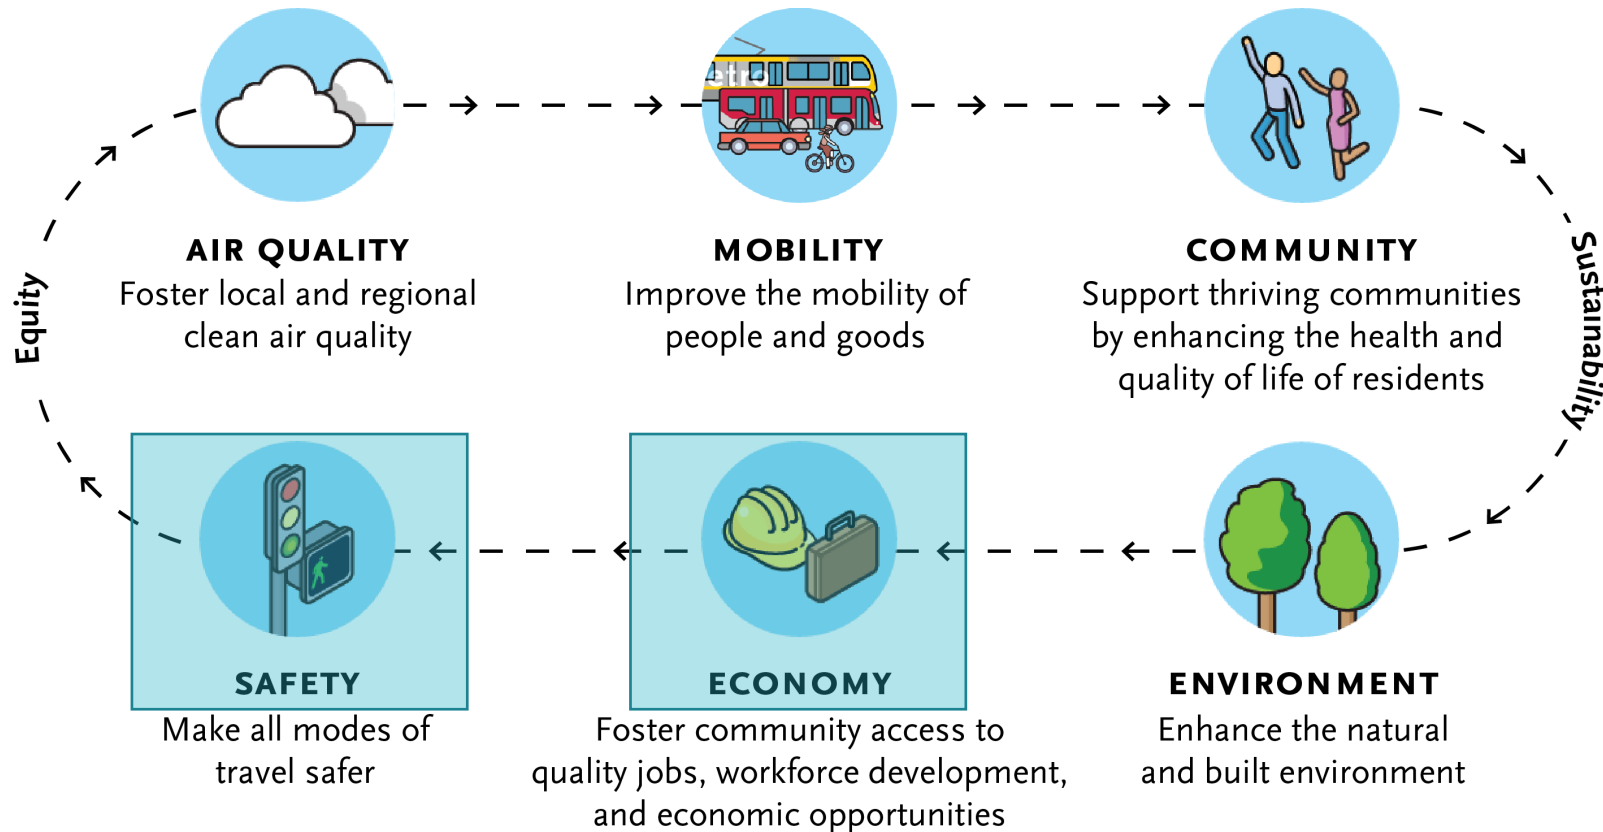 etro
AIR QUALITY
Foster local and regional
clean air quality
MOBILITY
Improve the mobility of
people and goods
COMMUNITY
Support thriving communities
by enhancing the health and
quality of life of residents
Equity
Sustainability
SAFETY
Make all modes of
travel safer
ECONOMY
Foster community access to
quality jobs, workforce development,
and economic opportunities
ENVIRONMENT
Enhance the natural
and built environment